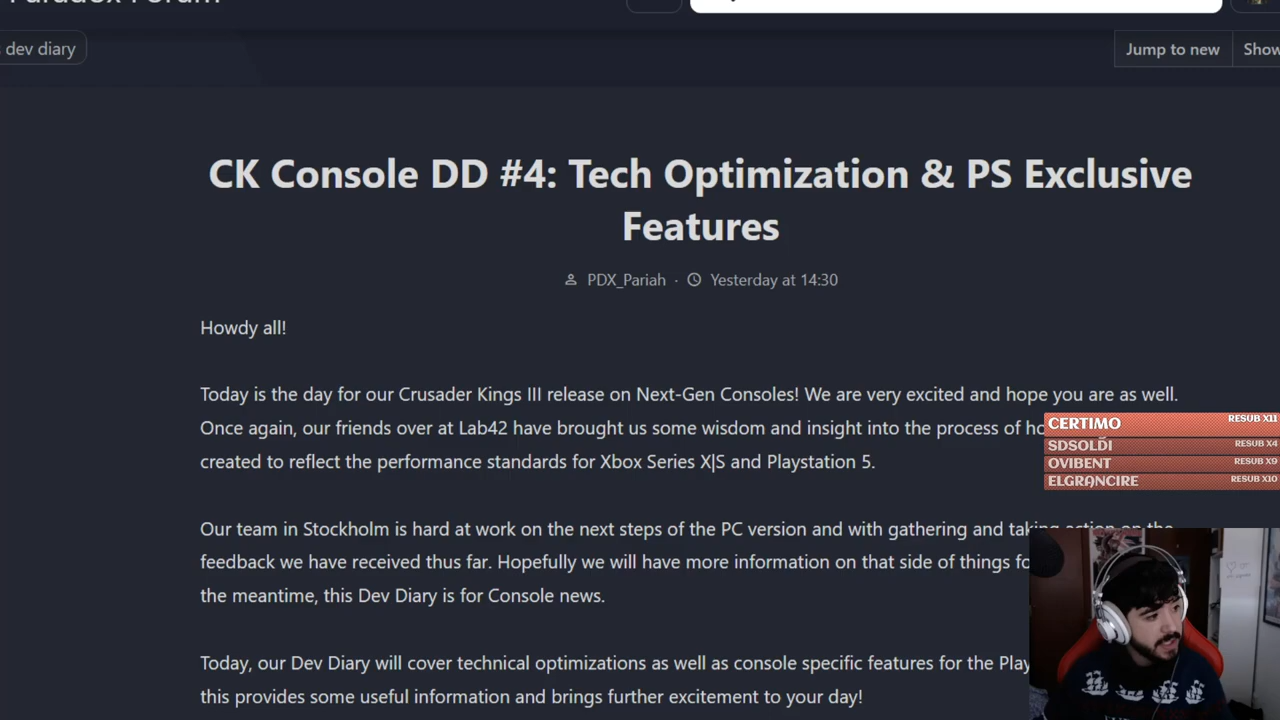 dev diary
Jump to new
Show
CK Console DD #4: Tech Optimization & PS Exclusive
Features
PDX_Pariah · Yesterday at 14:30
Howdy all!
Today is the day for our Crusader Kings III release on Next-Gen Consoles! We are very excited and hope you are as well.
Once again, our friends over at Lab42 have brought us some wisdom and insight into the process of
created to reflect the performance standards for Xbox Series X|S and Playstation 5.
CERTIMO RESUB X11
SDSOLDI RESUB X4
OVIBENT RESUB X9
ELGRANCIRE RESUB X10
Our team in Stockholm is hard at work on the next steps of the PC version and with gathering and taking action on the
feedback we have received thus far. Hopefully we will have more information on that side of things
the meantime, this Dev Diary is for Console news.
Today, our Dev Diary will cover technical optimizations as well as console specific features for the
this provides some useful information and brings further excitement to your day!